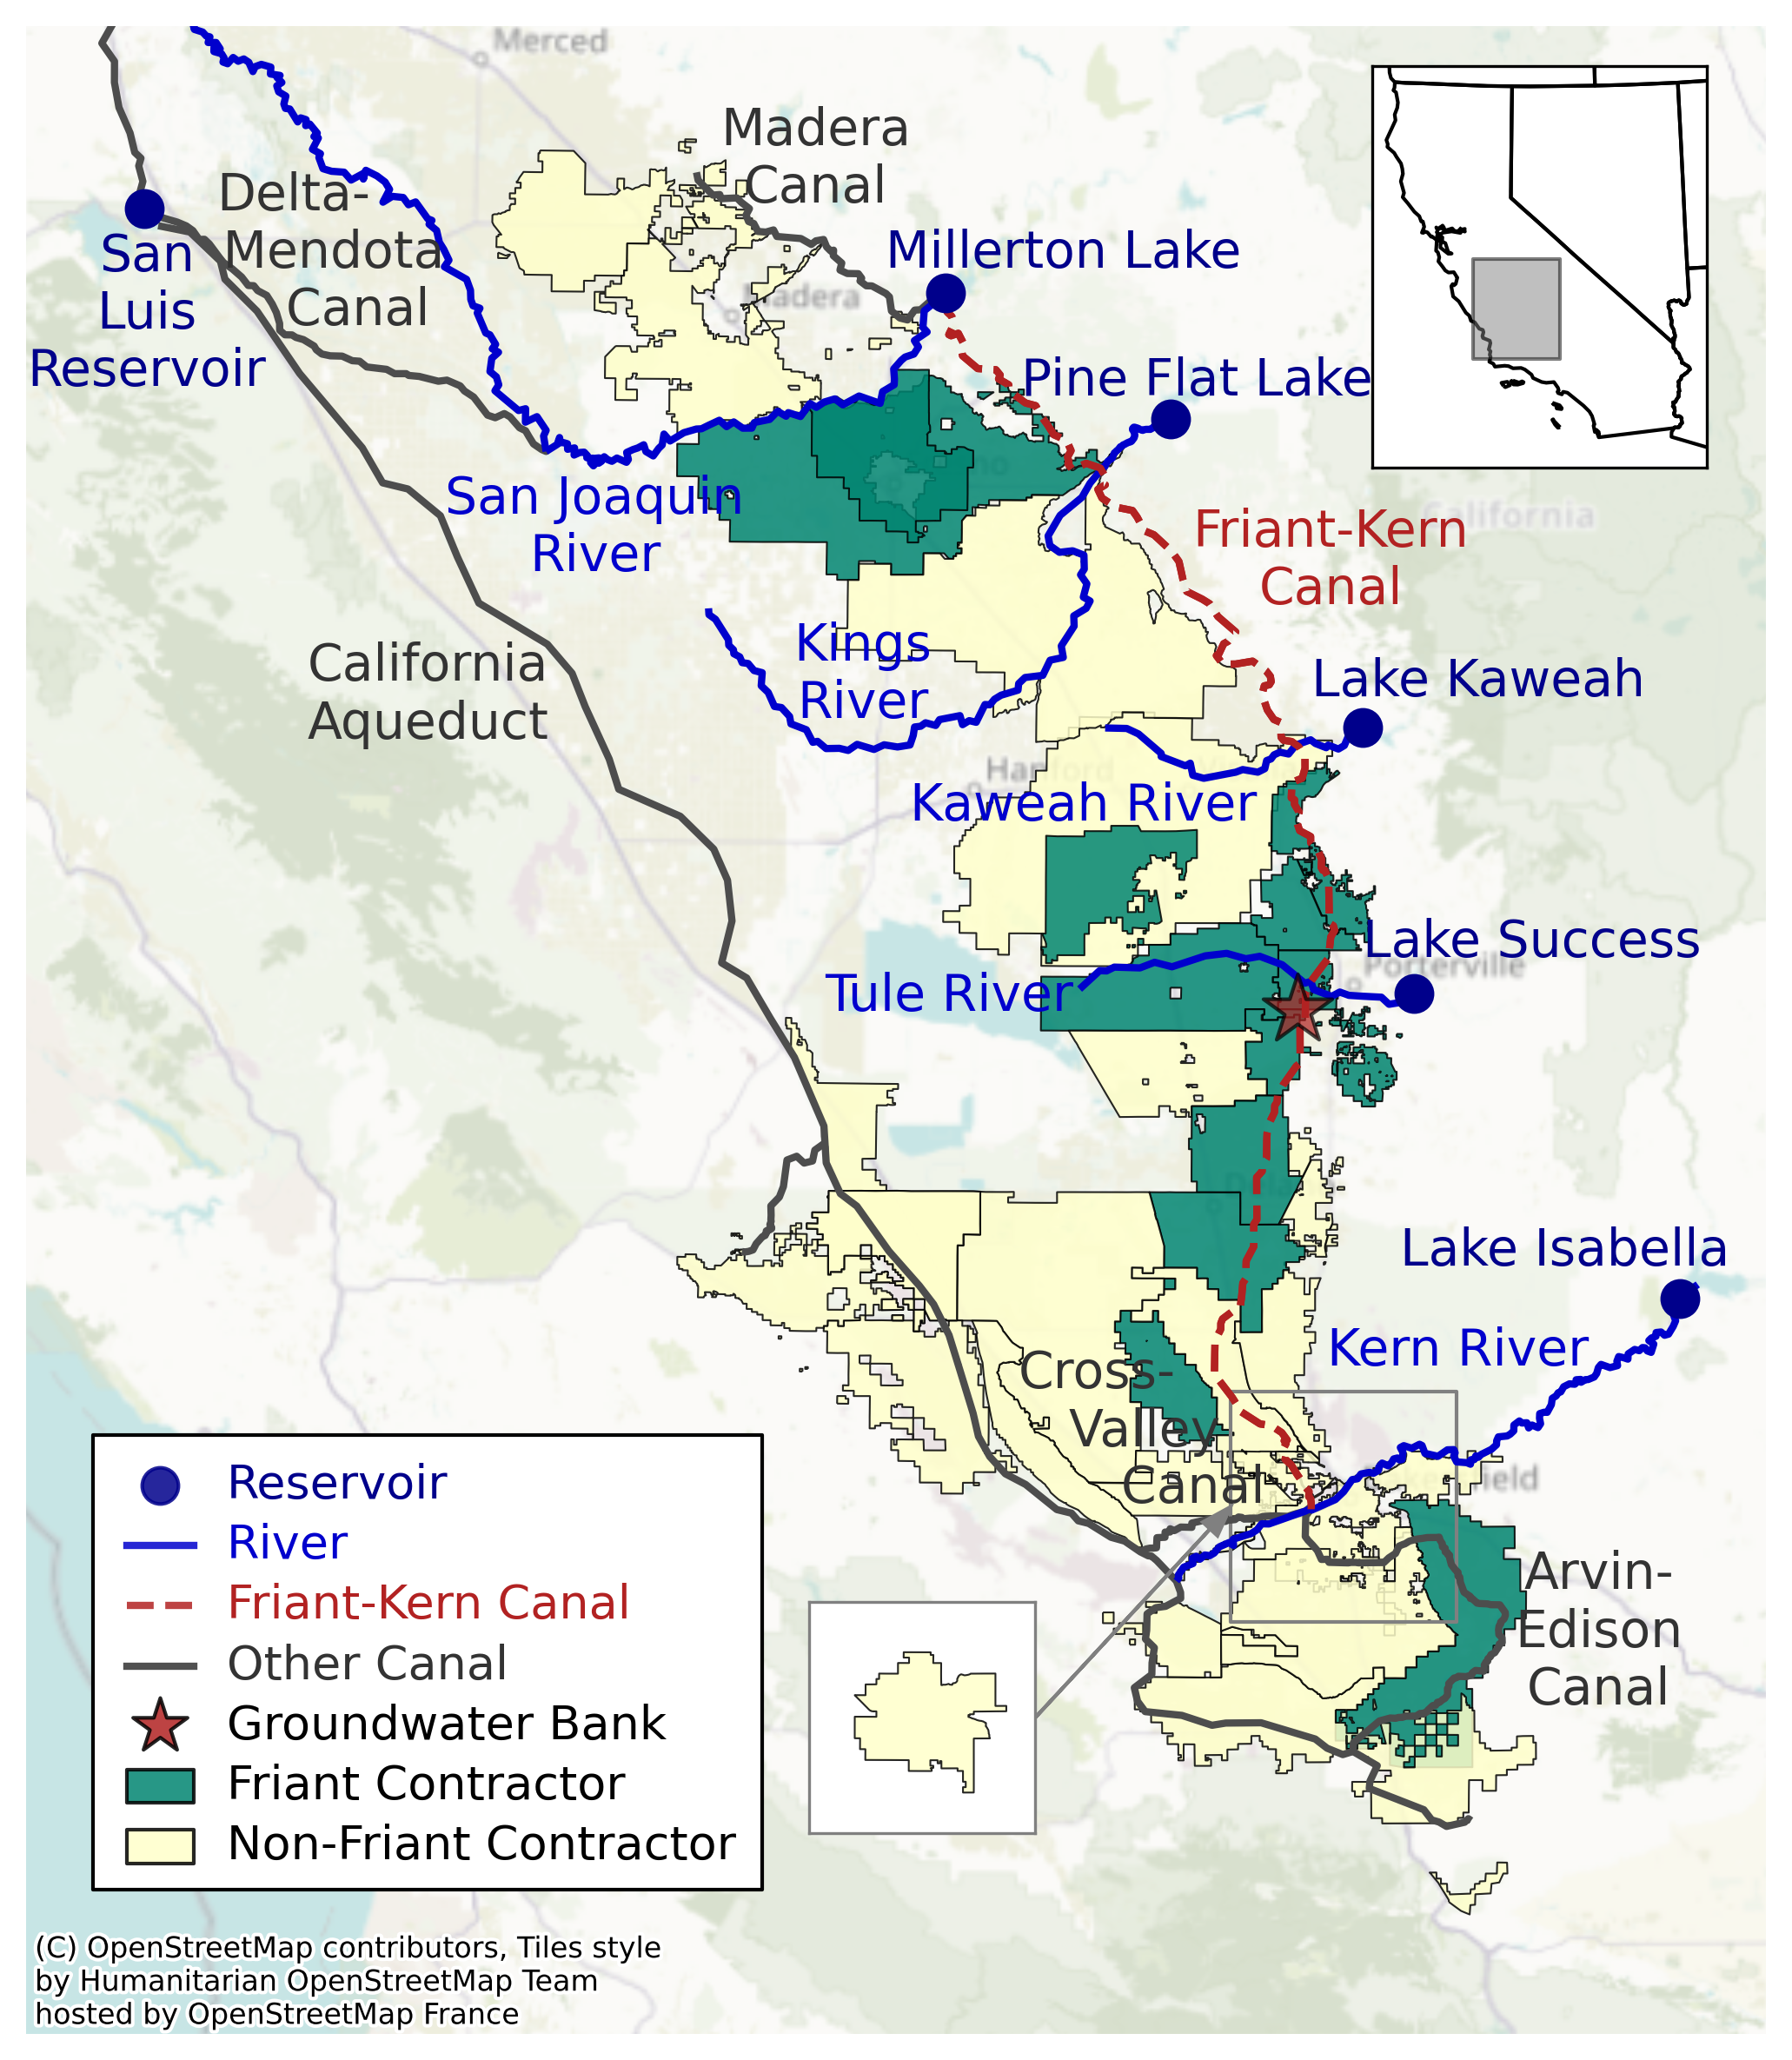 Merced
Madera
Canal
Delta-
Mendota
Canal
San
Luis
Reservoir
Millerton Lake
Madera
Pine Flat Lake
San Joaquin
River
California
Friant-Kern
Canal
Kings
River
California
Aqueduct
Lake Kaweah
Hanford
Kaweah River
Lake Success
Porterville
Tule River
Lake Isabella
Kern River
Cross-
Valley
Canal
Arvin-
Edison
Canal
Reservoir
River
Friant-Kern Canal
Other Canal
Groundwater Bank
Friant Contractor
Non-Friant Contractor
(C) OpenStreetMap contributors, Tiles style
by Humanitarian OpenStreetMap Team
hosted by OpenStreetMap France